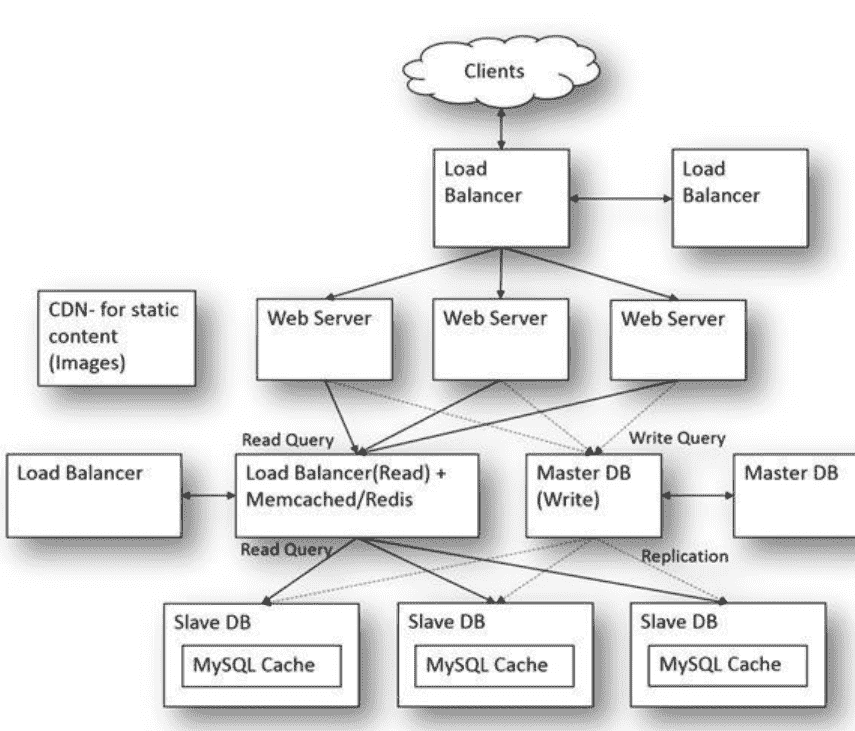 Clients
Load
Balancer
Load
Balancer
CDN- for static
content
(Images)
Web Server
Web Server
Web Server
Read Query
Write Query
Load Balancer
Load Balancer(Read) +
Memcached/Redis
Master DB
(Write)
Master DB
Read Query
Replication
Slave DB
MySQL Cache
Slave DB
MySQL Cache
Slave DB
MySQL Cache